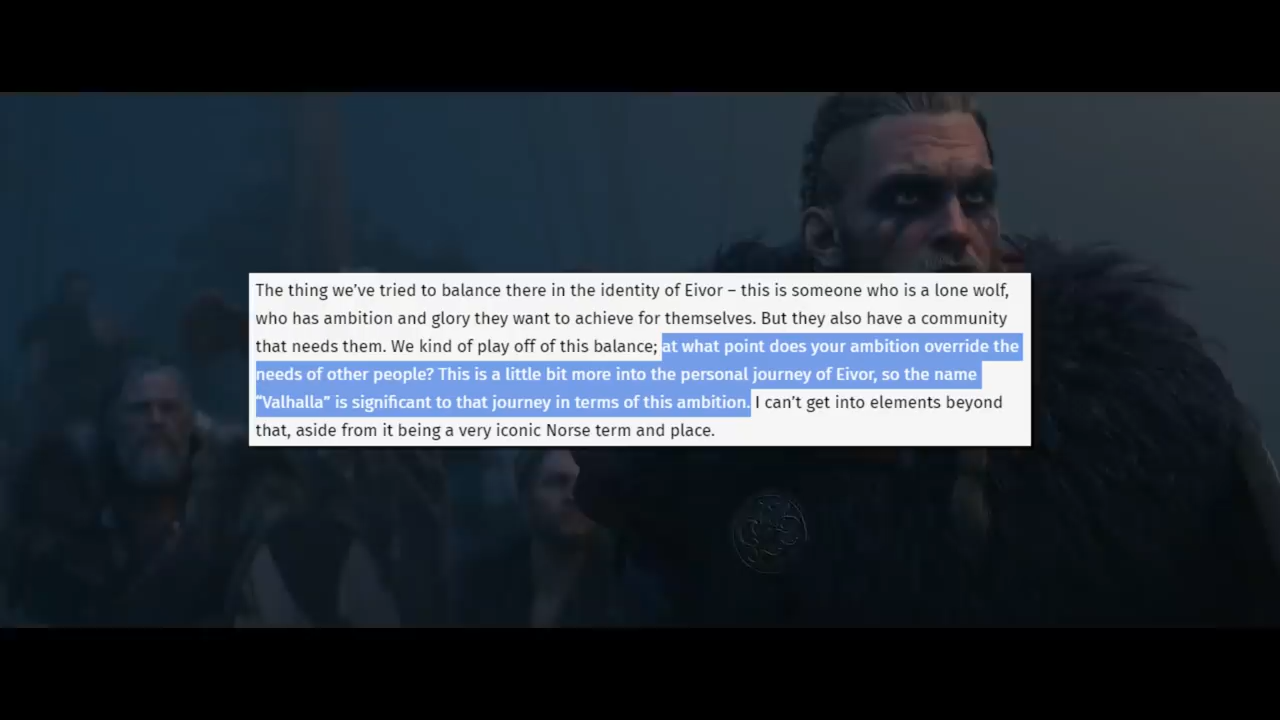 The thing we’ve tried to balance there in the identity of Eivor – this is someone who is a lone wolf,
who has ambition and glory they want to achieve for themselves. But they also have a community
that needs them. We kind of play off of this balance; at what point does your ambition override the
needs of other people? This is a little bit more into the personal journey of Eivor, so the name
“Valhalla” is significant to that journey in terms of this ambition. I can’t get into elements beyond
that, aside from it being a very iconic Norse term and place.